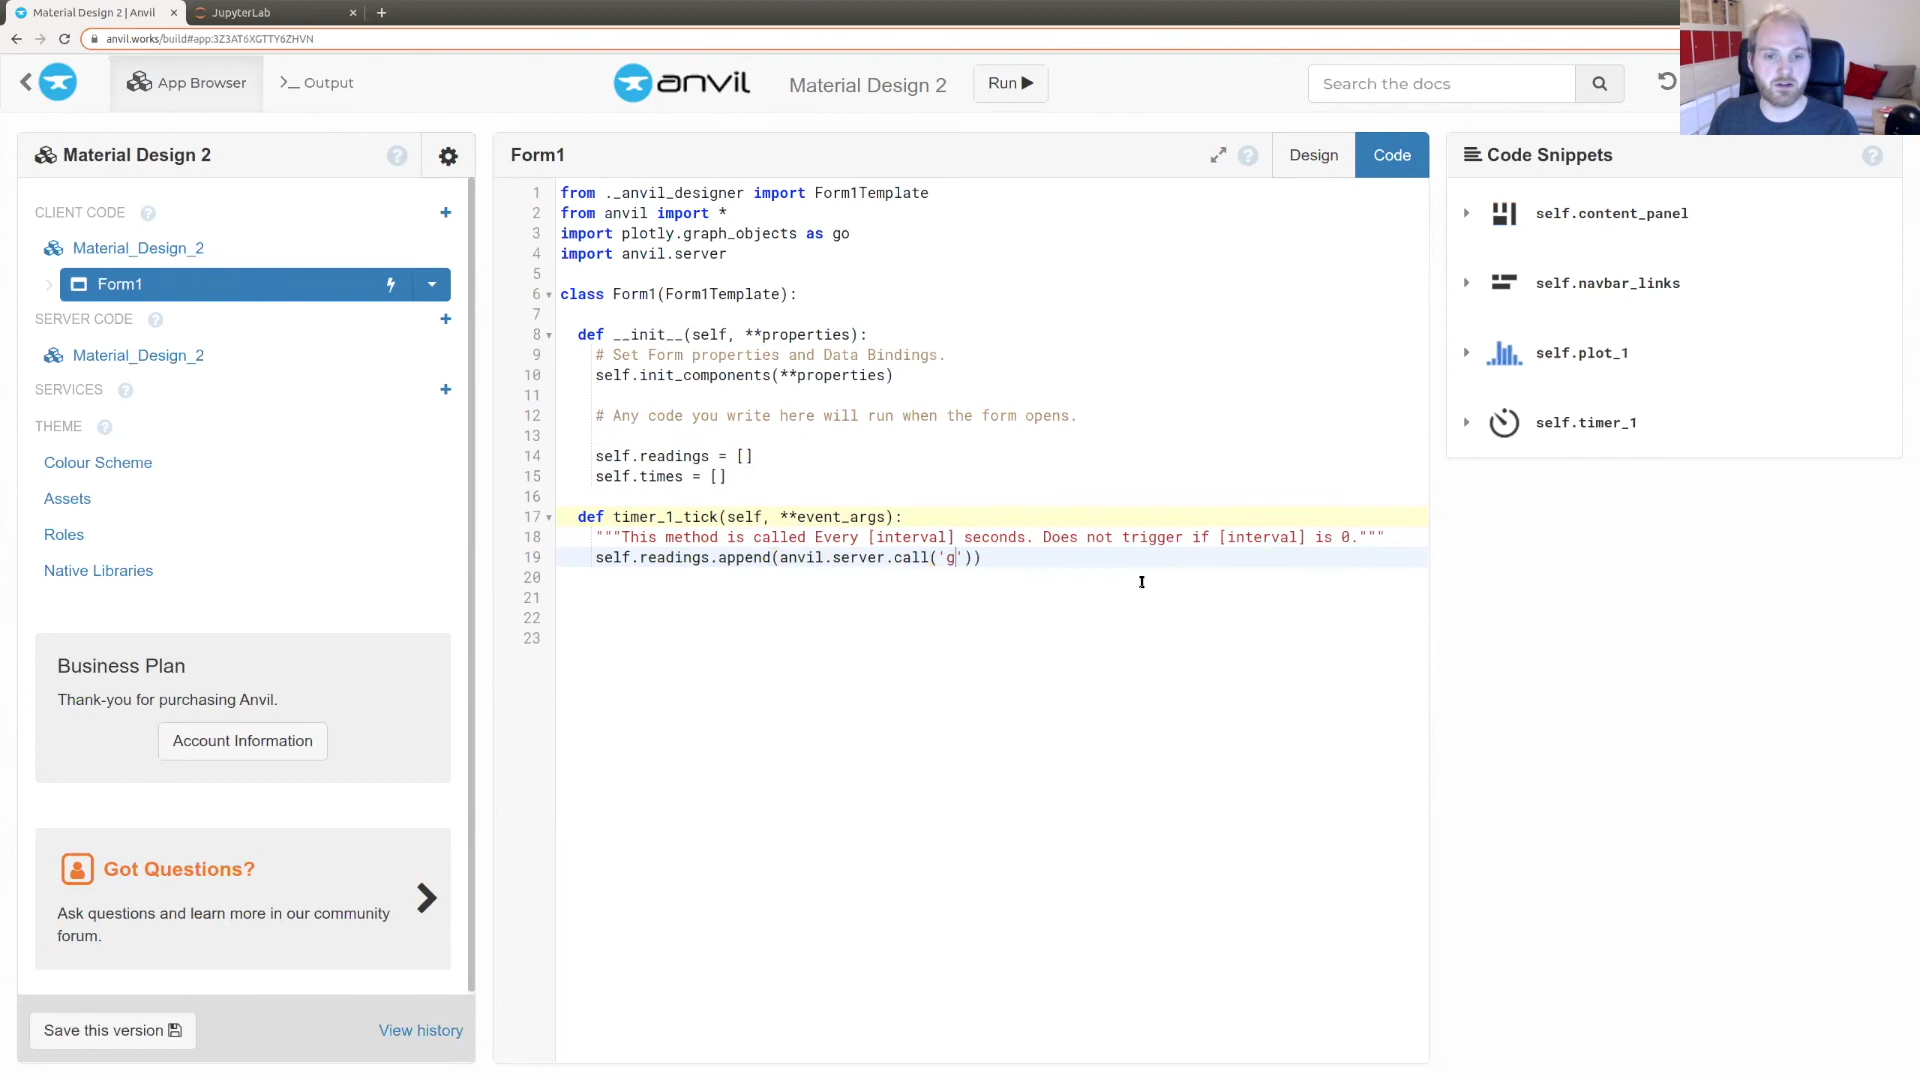 Material Design 2 | Anvil
JupyterLab
anvil.works/build#app:3Z3AT6XGTTY6ZHVN
App Browser
>_ Output
anvil
Material Design 2
Run
Search the docs
Material Design 2
CLIENT CODE
Material_Design_2
Form1
SERVER CODE
Material_Design_2
SERVICES
THEME
Colour Scheme
Assets
Roles
Native Libraries
Business Plan
Thank-you for purchasing Anvil.
Account Information
Got Questions?
Ask questions and learn more in our community
forum.
Save this version
View history
Form1
Design
Code
1 from ._anvil_designer import Form1Template
2 from anvil import *
3 import plotly.graph_objects as go
4 import anvil.server
5
6 class Form1(Form1Template):
7
8 def __init__(self, **properties):
9 # Set Form properties and Data Bindings.
10 self.init_components(**properties)
11
12 # Any code you write here will run when the form opens.
13
14 self.readings = []
15 self.times = []
16
17 def timer_1_tick(self, **event_args):
18 """This method is called Every [interval] seconds. Does not trigger if [interval] is 0."""
19 self.readings.append(anvil.server.call('g'))
20
21
22
23
Code Snippets
self.content_panel
self.navbar_links
self.plot_1
self.timer_1